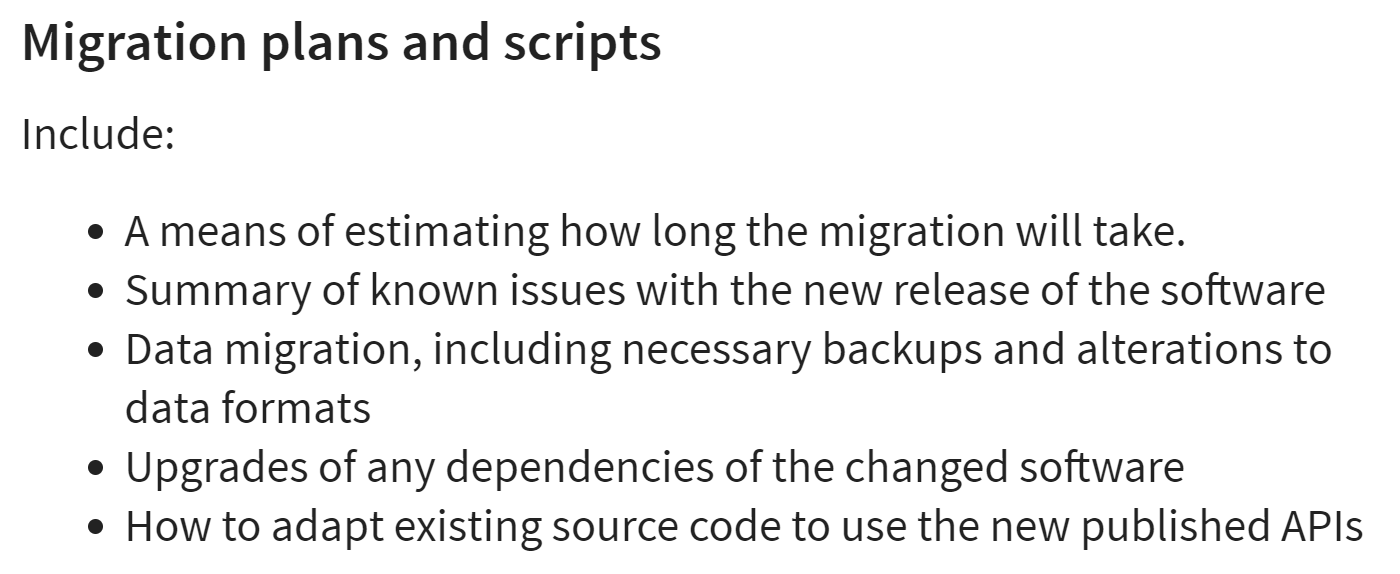 Migration plans and scripts
Include:
• A means of estimating how long the migration will take.
• Summary of known issues with the new release of the software
• Data migration, including necessary backups and alterations to
data formats
• Upgrades of any dependencies of the changed software
• How to adapt existing source code to use the new published APIs